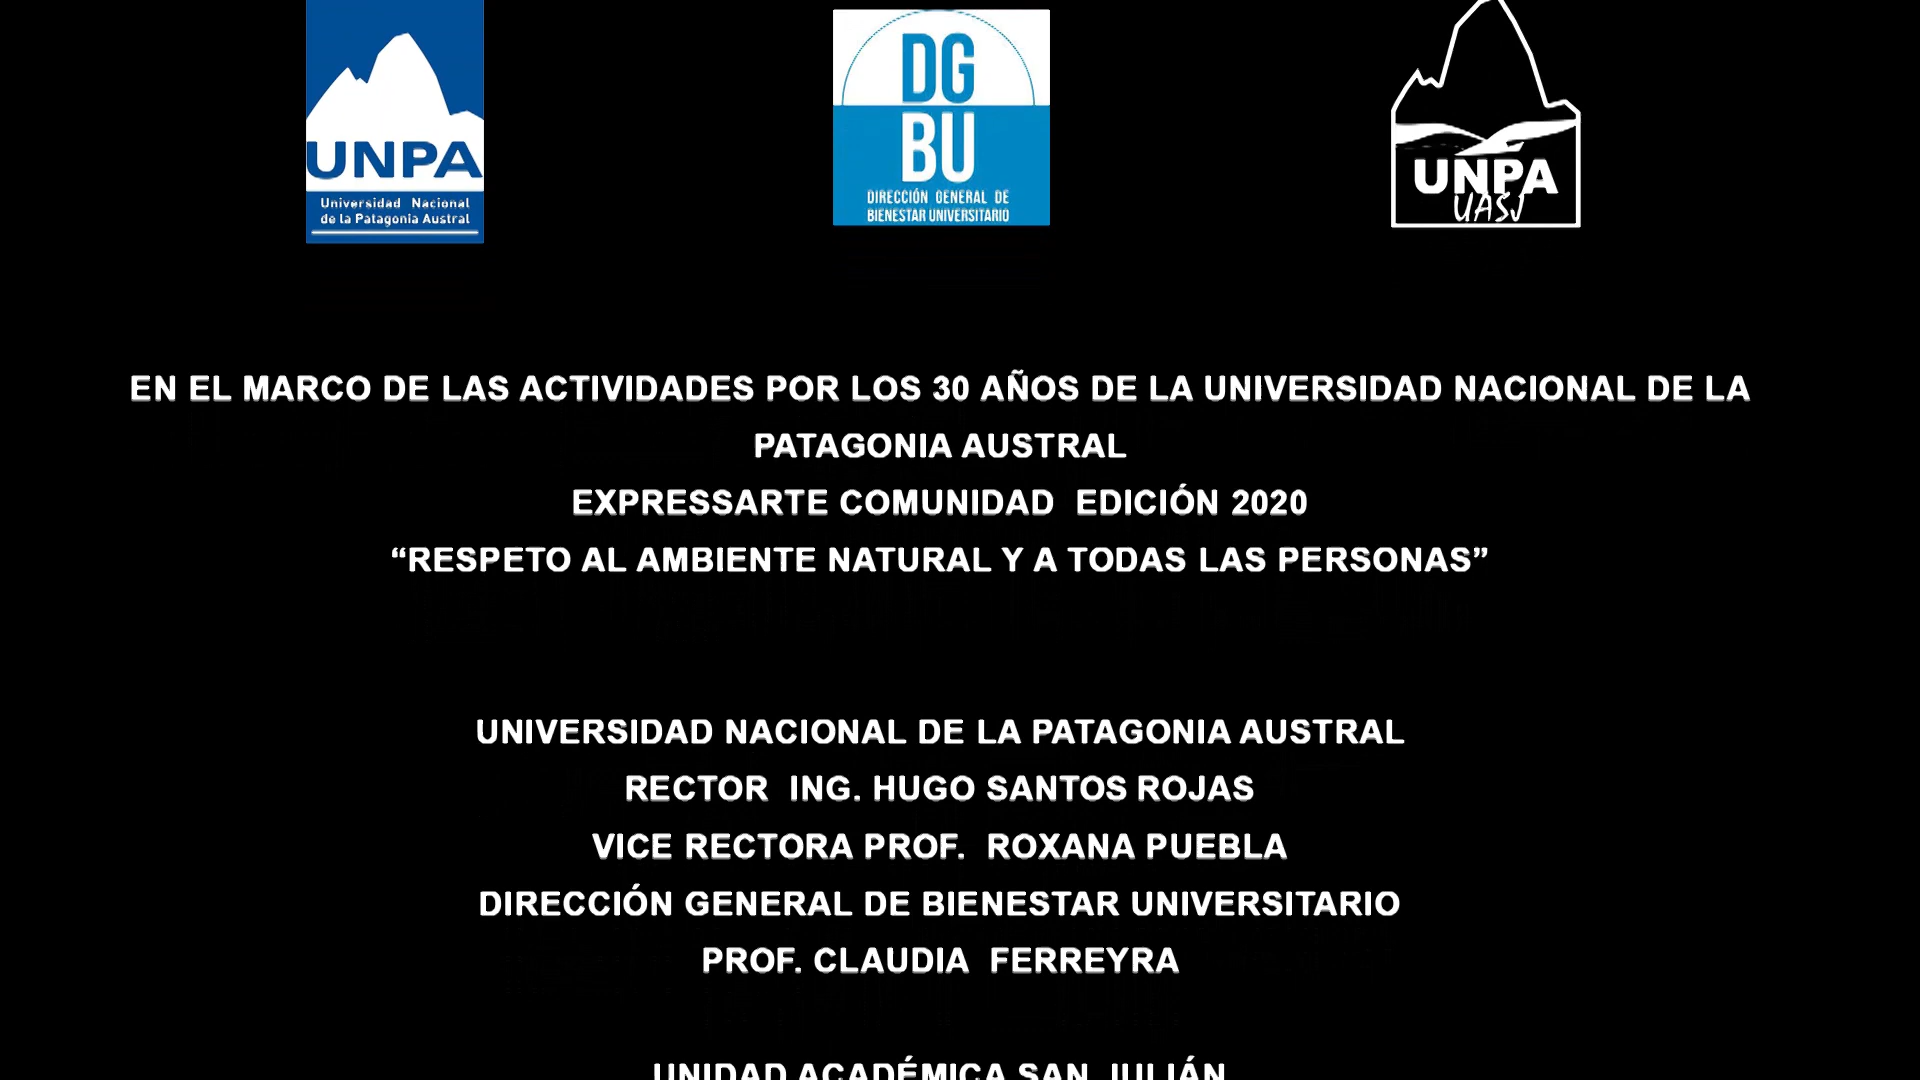 UNPA
Universidad Nacional
de la Patagonia Austral
DG
BU
DIRECCIÓN GENERAL DE
BIENESTAR UNIVERSITARIO
UNPA
UASJ
EN EL MARCO DE LAS ACTIVIDADES POR LOS 30 AÑOS DE LA UNIVERSIDAD NACIONAL DE LA
PATAGONIA AUSTRAL
EXPRESSARTE COMUNIDAD EDICIÓN 2020
“RESPETO AL AMBIENTE NATURAL Y A TODAS LAS PERSONAS”
UNIVERSIDAD NACIONAL DE LA PATAGONIA AUSTRAL
RECTOR ING. HUGO SANTOS ROJAS
VICE RECTORA PROF. ROXANA PUEBLA
DIRECCIÓN GENERAL DE BIENESTAR UNIVERSITARIO
PROF. CLAUDIA FERREYRA
UNIDAD ACADÉMICA SAN JULIÁN